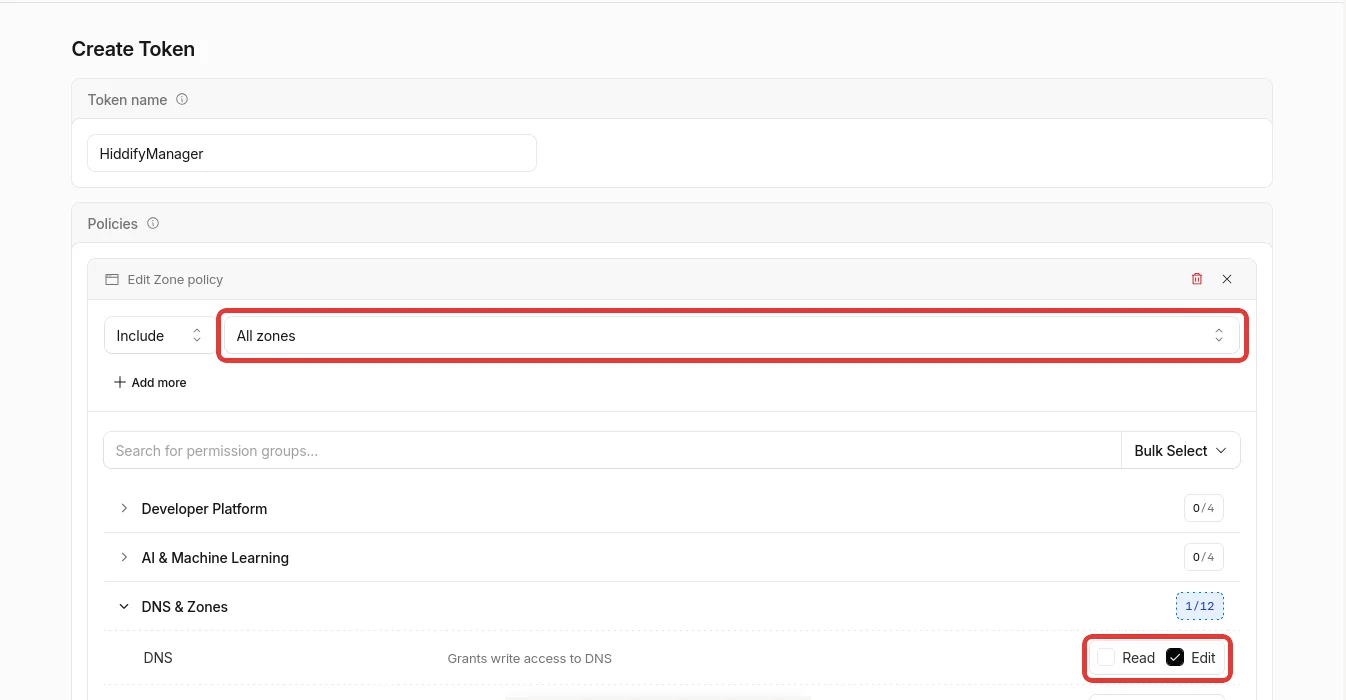 Create Token
Token name
HiddifyManager
Policies
Edit Zone policy
Include All zones
Add more
Search for permission groups... Bulk Select
Developer Platform 0/4
AI & Machine Learning 0/4
DNS & Zones 1/12
DNS Grants write access to DNS Read Edit